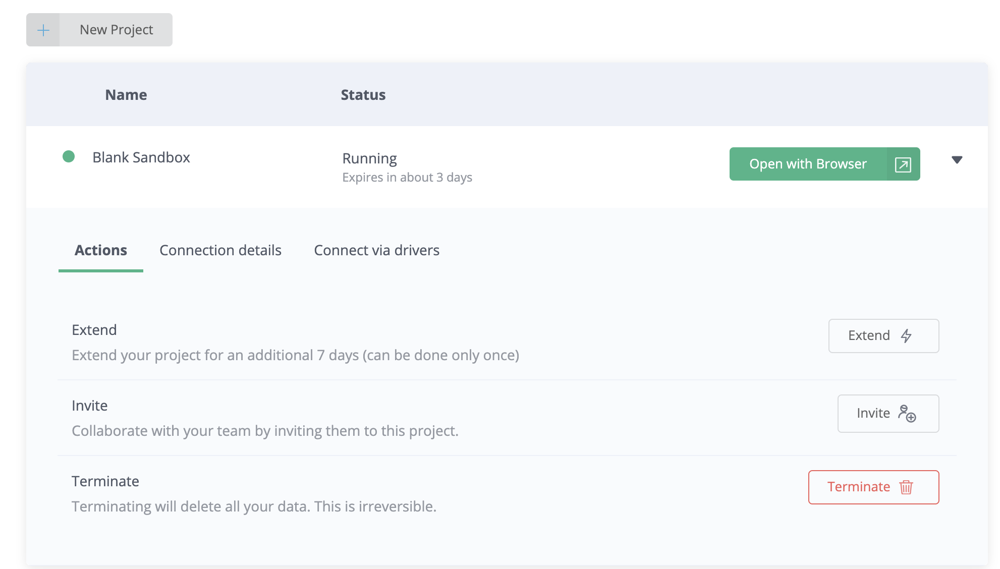 New Project
Name Status
Blank Sandbox Running Open with Browser
Expires in about 3 days
Actions Connection details Connect via drivers
Extend Extend
Extend your project for an additional 7 days (can be done only once)
Invite Invite
Collaborate with your team by inviting them to this project.
Terminate Terminate
Terminating will delete all your data. This is irreversible.